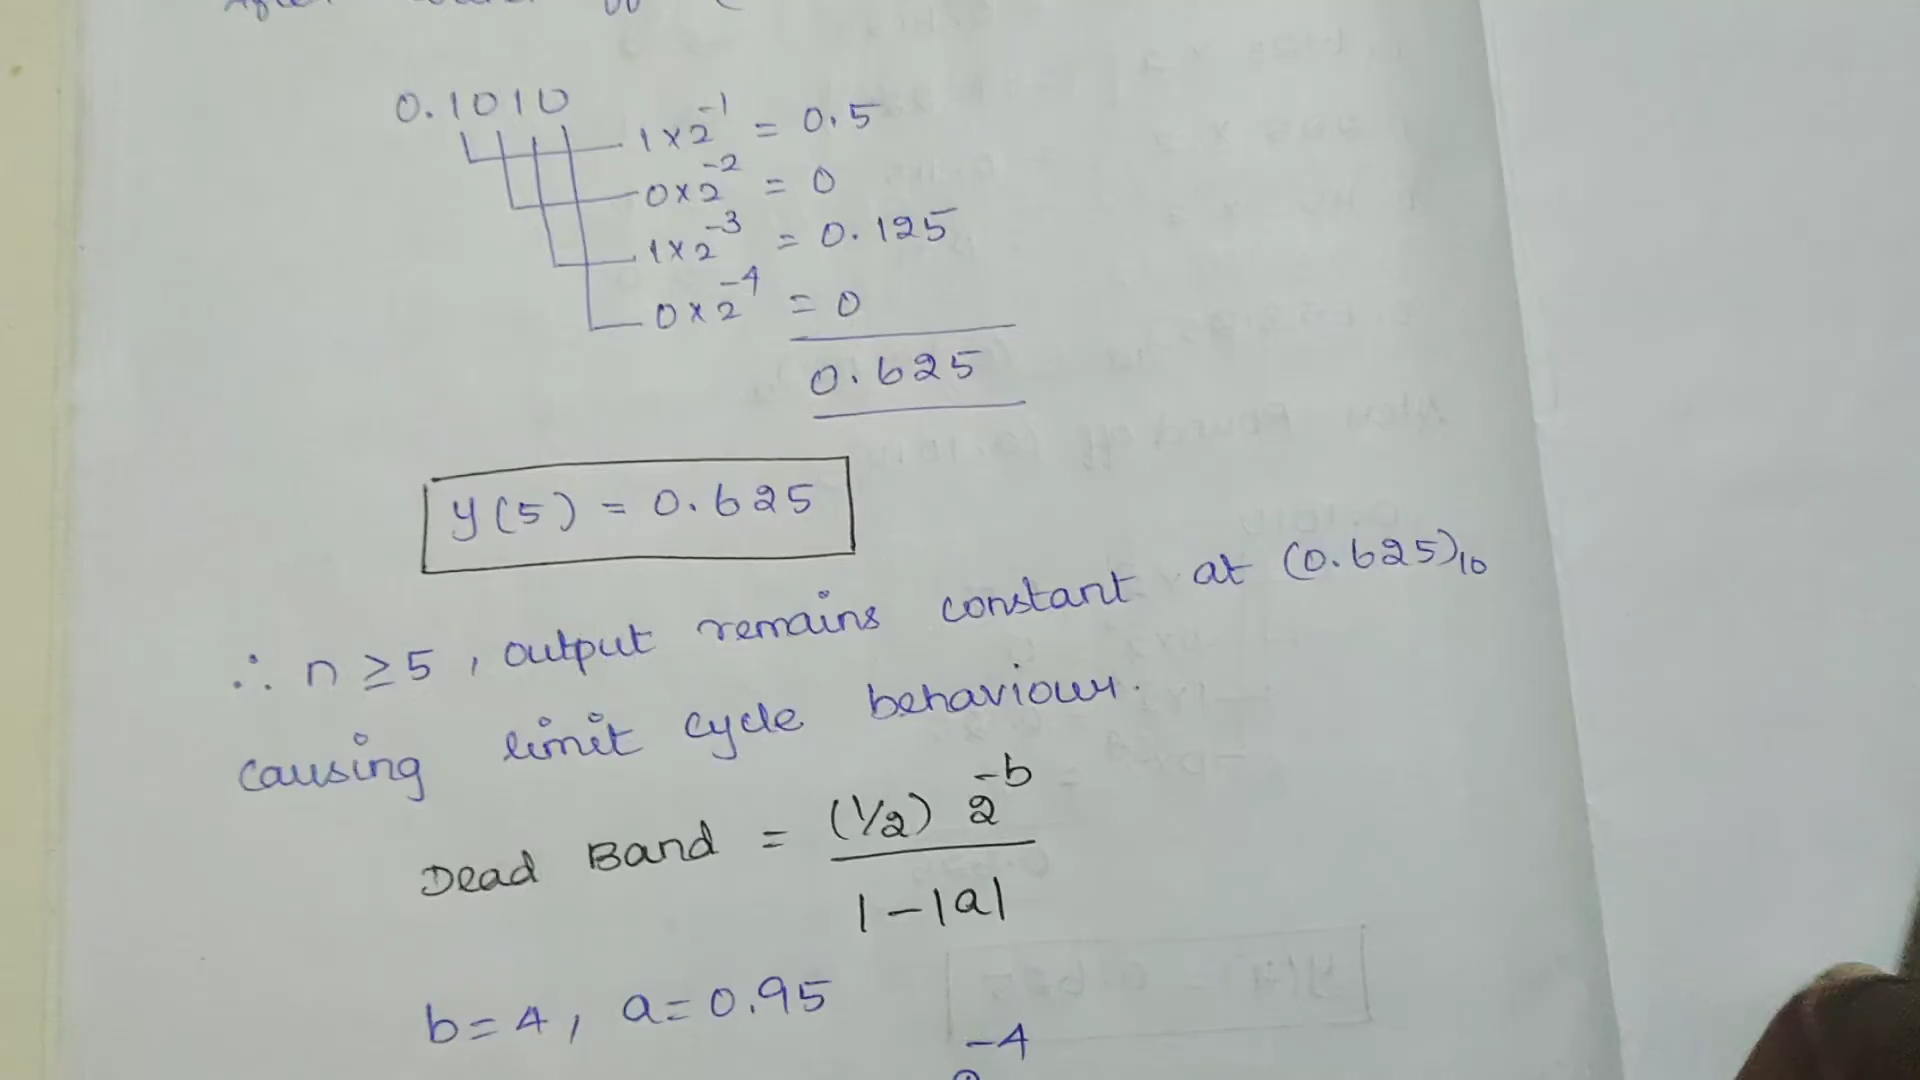 0.1010
1×2^-1 = 0.5
0×2^-2 = 0
1×2^-3 = 0.125
0×2^-4 = 0
0.625
y(5) = 0.625
∴ n ≥ 5, output remains constant at (0.625)10
causing limit cycle behaviour.
Dead Band = (1/2) 2^-b
1-|a|
b=4, a=0.95
-4